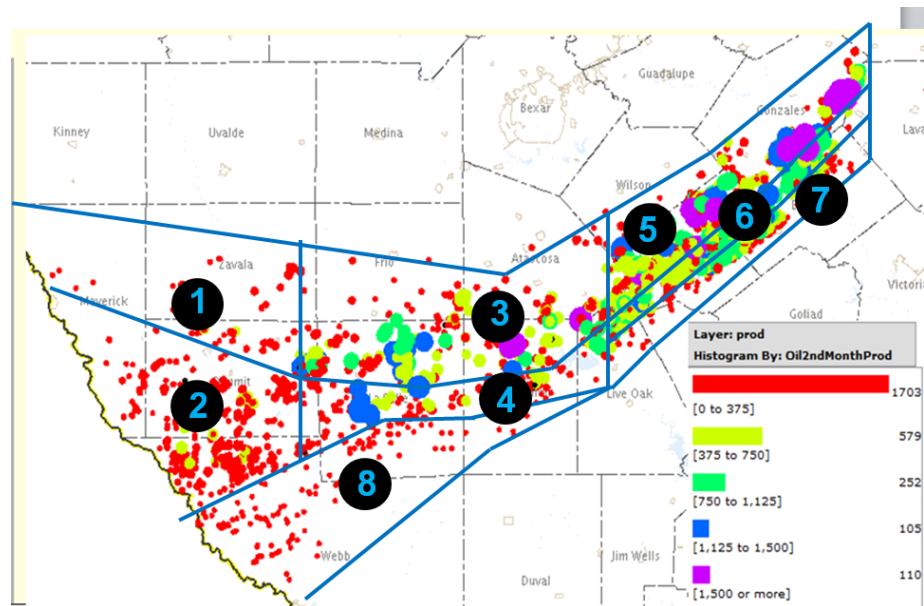 Guadalupe
Bexar
Gonzales
Kinney
Uvalde
Medina
Lava
Wilson
7
5
6
Zavala
Frio
Atascosa
Victoria
Maverick
1
3
Goliad
Layer: prod
Histogram By: Oil2ndMonthProd
2
4
Live Oak
1703
[0 to 375]
579
[375 to 750]
8
252
[750 to 1,125]
105
[1,125 to 1,500]
Webb
Jim Wells
Duval
110
[1,500 or more]